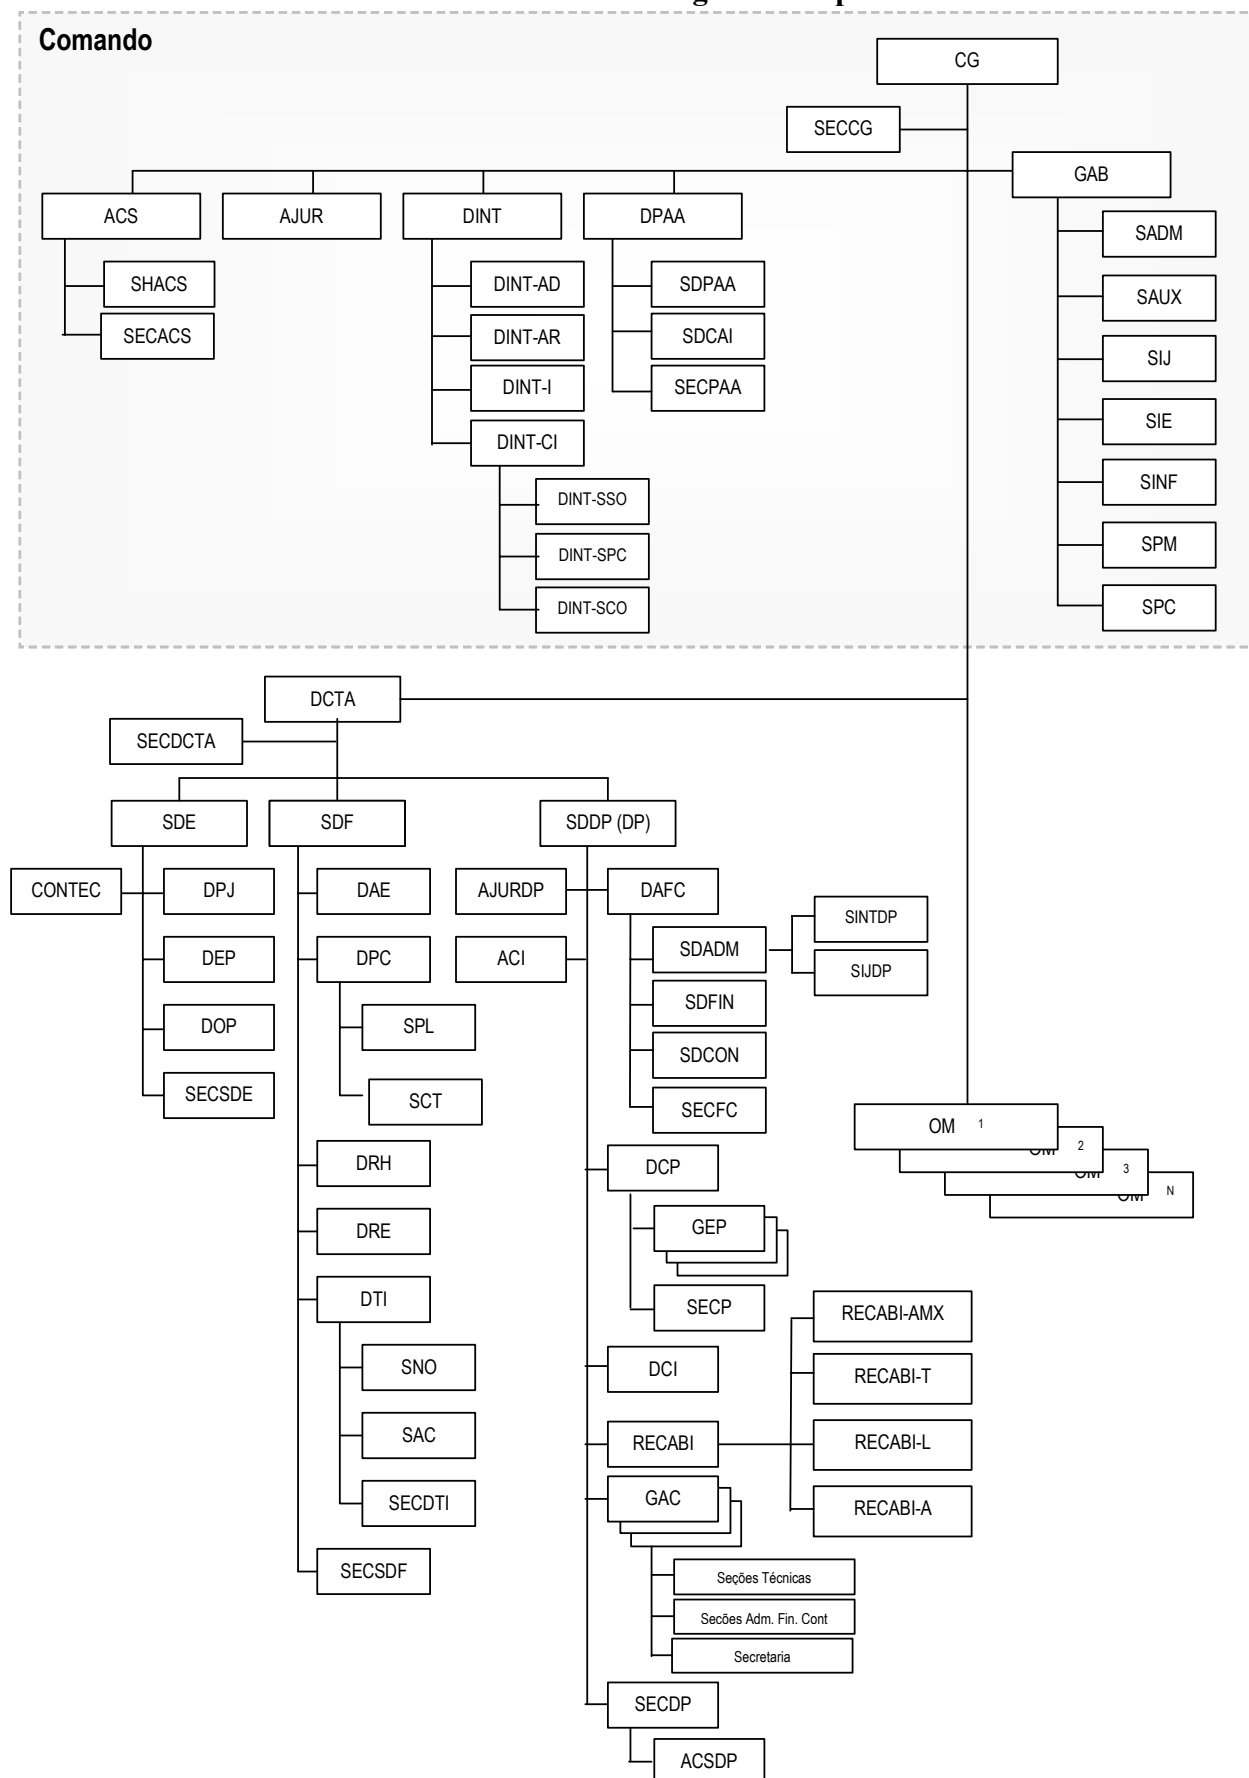 Comando
CG
SECCG
GAB
ACS
AJUR
DINT
DPAA
SADM
SHACS
DINT-AD
SDPAA
SAUX
SECACS
DINT-AR
SDCAI
SIJ
DINT-I
SECPAA
SIE
DINT-CI
SINF
DINT-SSO
SPM
DINT-SPC
SPC
DINT-SCO
DCTA
SECDCTA
SDE
SDF
SDDP (DP)
CONTEC
DPJ
DAE
AJURDP
DAFC
SINTDP
DEP
DPC
ACI
SDADM
SIJDP
DOP
SPL
SDFIN
SDCON
SECSDE
SCT
SECFC
OM 1
OM 2
OM 3
OM N
DRH
DCP
DRE
GEP
DTI
SECP
RECABI-AMX
SNO
DCI
RECABI-T
SAC
RECABI
RECABI-L
SECDTI
GAC
RECABI-A
SECSDF
Seções Técnicas
Secões Adm. Fin. Cont
Secretaria
SECDP
ACSDP